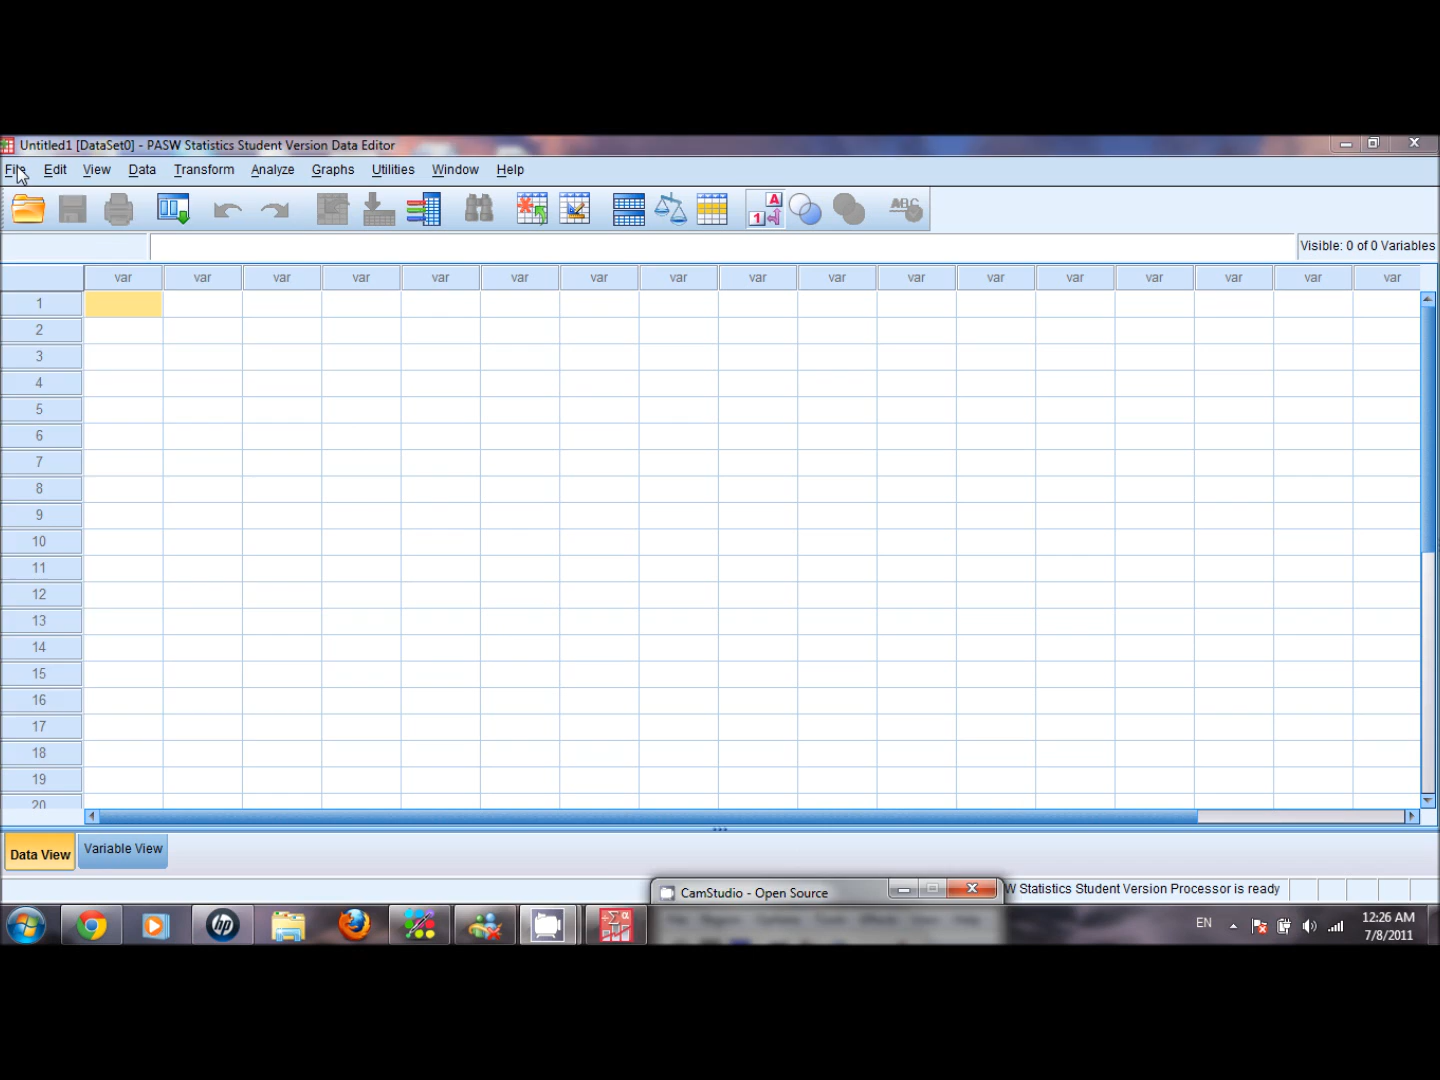 Untitled1 [DataSet0] - PASW Statistics Student Version Data Editor
File Edit View Data Transform Analyze Graphs Utilities Window Help
A
1
ABC
Visible: 0 of 0 Variables
var var var var var var var var var var var var var var var var var
1
2
3
4
5
6
7
8
9
10
11
12
13
14
15
16
17
18
19
20
Data View Variable View
CamStudio - Open Source
W Statistics Student Version Processor is ready
hp
Σα
EN
12:26 AM
7/8/2011